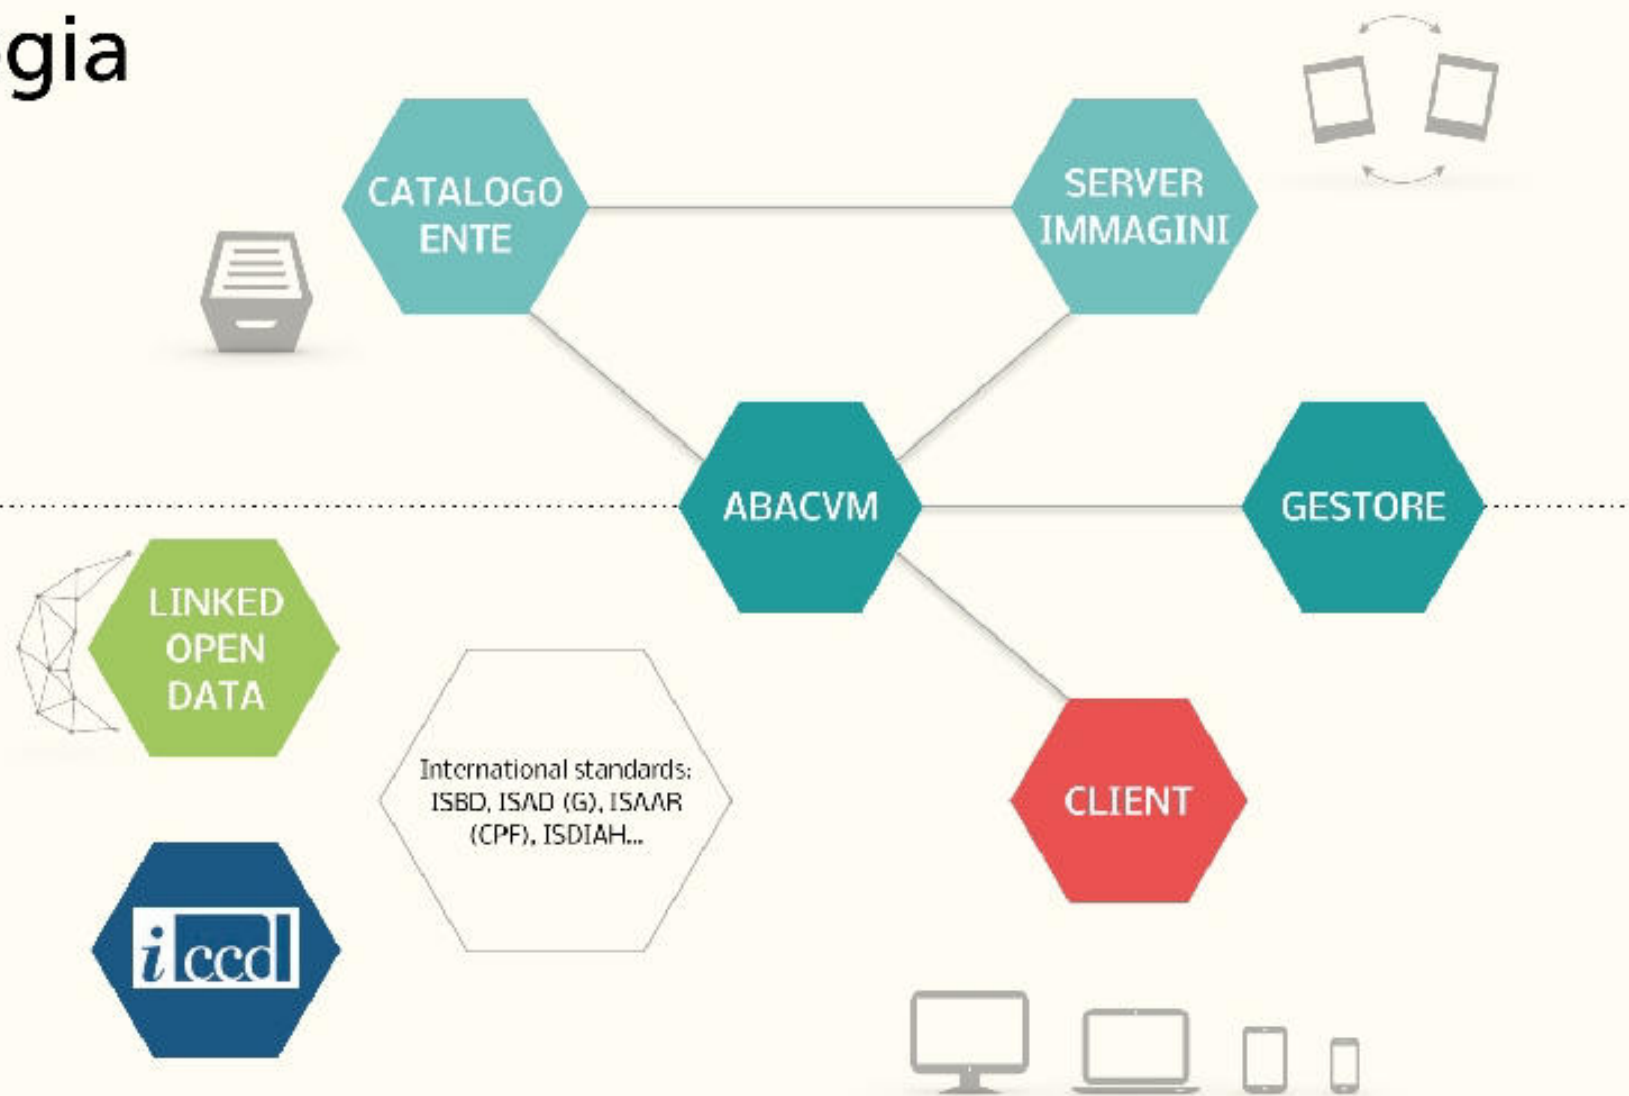 gia
CATALOGO
ENTE
SERVER
IMMAGINI
ABACVM
GESTORE
LINKED
OPEN
DATA
International standards:
ISBD, ISAD (G), ISAAR
(CPF), ISDIAH...
CLIENT
iccd